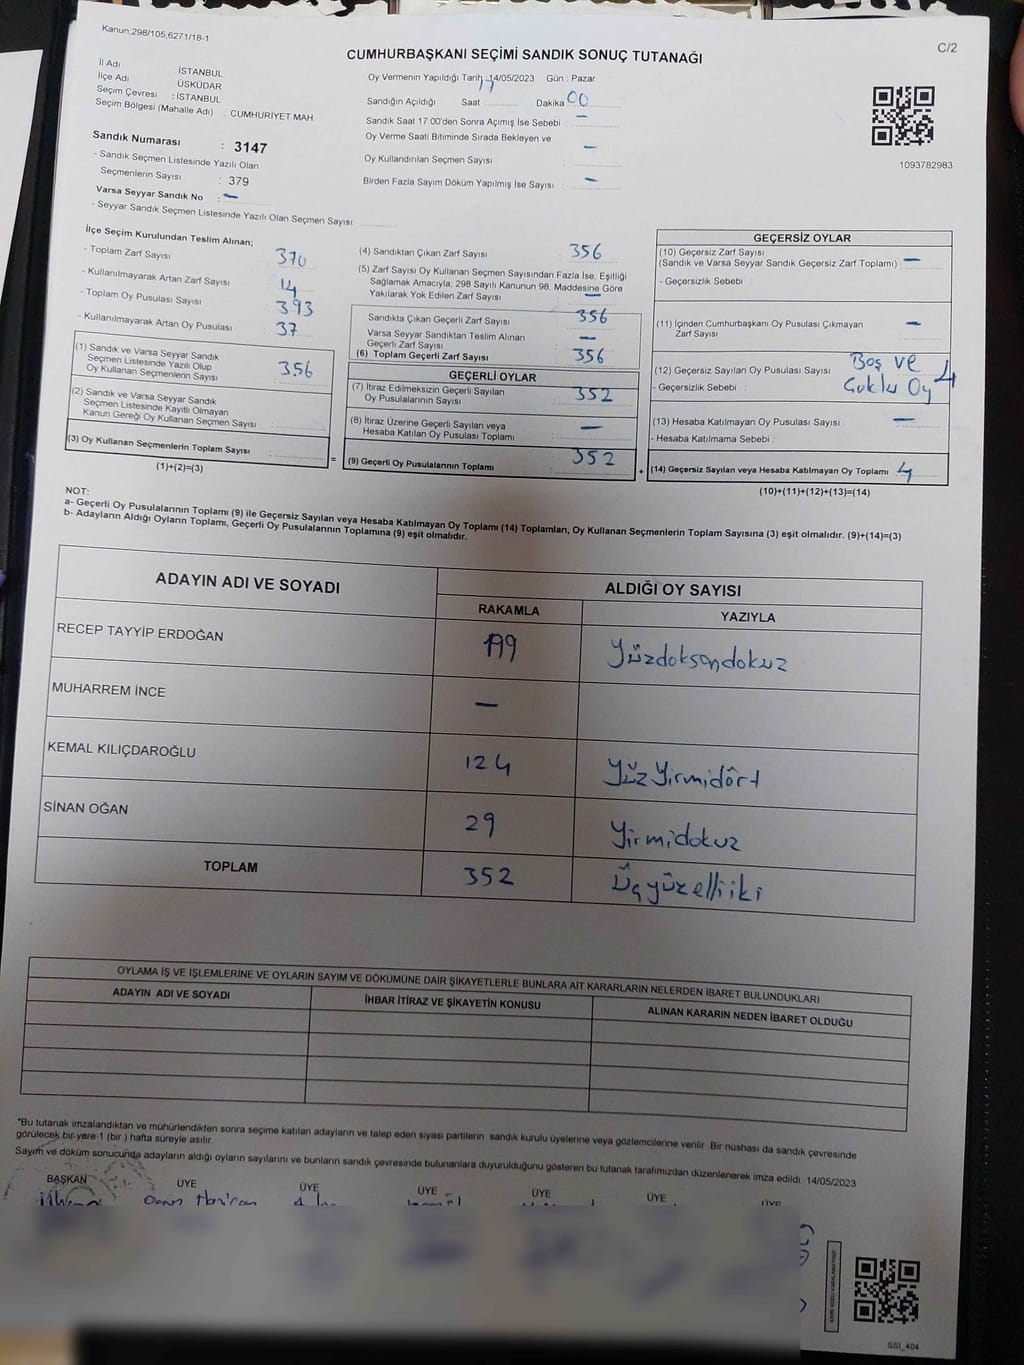 Kanun,298/105,6271/18-1
C/2
CUMHURBAŞKANI SEÇİMİ SANDIK SONUÇ TUTANAĞI
İl Adı İSTANBUL
İlçe Adı ÜSKÜDAR
Seçim Çevresi : İSTANBUL
Seçim Bölgesi (Mahalle Adı) : CUMHURİYET MAH.
Oy Vermenin Yapıldığı Tarih 14/05/2023 Gün : Pazar
Sandığın Açıldığı Saat 17 Dakika 00
Sandık Saat 17:00'den Sonra Açımış İse Sebebi : —
Oy Verme Saati Bitiminde Sırada Bekleyen ve
Oy Kullandırılan Seçmen Sayısı : —
Birden Fazla Sayım Döküm Yapılmış İse Sayısı : —
1093782983
Sandık Numarası : 3147
- Sandık Seçmen Listesinde Yazılı Olan
Seçmenlerin Sayısı : 379
Varsa Seyyar Sandık No : —
- Seyyar Sandık Seçmen Listesinde Yazılı Olan Seçmen Sayısı:
İlçe Seçim Kurulundan Teslim Alınan;
- Toplam Zarf Sayısı : 370
- Kullanılmayarak Artan Zarf Sayısı : 14
- Toplam Oy Pusulası Sayısı : 393
- Kullanılmayarak Artan Oy Pusulası : 37
(1) Sandık ve Varsa Seyyar Sandık
Seçmen Listesinde Yazılı Olup
Oy Kullanan Seçmenlerin Sayısı : 356
(2) Sandık ve Varsa Seyyar Sandık
Seçmen Listesinde Kayıtlı Olmayan
Kanun Gereği Oy Kullanan Seçmen Sayısı :
(3) Oy Kullanan Seçmenlerin Toplam Sayısı :
(1)+(2)=(3)
(4) Sandıktan Çıkan Zarf Sayısı : 356
(5) Zarf Sayısı Oy Kullanan Seçmen Sayısından Fazla İse, Eşitliği
Sağlamak Amacıyla, 298 Sayılı Kanunun 98. Maddesine Göre
Yakılarak Yok Edilen Zarf Sayısı : —
Sandıkta Çıkan Geçerli Zarf Sayısı : 356
Varsa Seyyar Sandıktan Teslim Alınan
Geçerli Zarf Sayısı : —
(6) Toplam Geçerli Zarf Sayısı : 356
GEÇERLİ OYLAR
(7) İtiraz Edilmeksizin Geçerli Sayılan
Oy Pusulalarının Sayısı : 352
(8) İtiraz Üzerine Geçerli Sayılan veya
Hesaba Katılan Oy Pusulası Toplamı : —
= (9) Geçerli Oy Pusulalarının Toplamı : 352 +
GEÇERSİZ OYLAR
(10) Geçersiz Zarf Sayısı
(Sandık ve Varsa Seyyar Sandık Geçersiz Zarf Toplamı) : —
- Geçersizlik Sebebi :
(11) İçinden Cumhurbaşkanı Oy Pusulası Çıkmayan
Zarf Sayısı : —
(12) Geçersiz Sayılan Oy Pusulası Sayısı : 4
- Geçersizlik Sebebi : Boş ve
Çoklu Oy
(13) Hesaba Katılmayan Oy Pusulası Sayısı : —
- Hesaba Katılmama Sebebi :
(14) Geçersiz Sayılan veya Hesaba Katılmayan Oy Toplamı : 4
(10)+(11)+(12)+(13)=(14)
NOT:
a- Geçerli Oy Pusulalarının Toplamı (9) ile Geçersiz Sayılan veya Hesaba Katılmayan Oy Toplamı (14) Toplamları, Oy Kullanan Seçmenlerin Toplam Sayısına (3) eşit olmalıdır. (9)+(14)=(3)
b- Adayların Aldığı Oyların Toplamı, Geçerli Oy Pusulalarının Toplamına (9) eşit olmalıdır.
ADAYIN ADI VE SOYADI ALDIĞI OY SAYISI
RAKAMLA YAZIYLA
RECEP TAYYİP ERDOĞAN 199 Yüzdoksandokuz
MUHARREM İNCE —
KEMAL KILIÇDAROĞLU 124 Yüzyirmidört
SİNAN OĞAN 29 Yirmidokuz
TOPLAM 352 Üçyüzelliiki
OYLAMA İŞ VE İŞLEMLERİNE VE OYLARIN SAYIM VE DÖKÜMÜNE DAİR ŞİKAYETLERLE BUNLARA AİT KARARLARIN NELERDEN İBARET BULUNDUKLARI
ADAYIN ADI VE SOYADI İHBAR İTİRAZ VE ŞİKAYETİN KONUSU ALINAN KARARIN NEDEN İBARET OLDUĞU
*Bu tutanak imzalandıktan ve mühürlendikten sonra seçime katılan adayların ve talep eden siyasi partilerin sandık kurulu üyelerine veya gözlemcilerine verilir. Bir nüshası da sandık çevresinde
görülecek bir yere 1 (bir ) hafta süreyle asılır.
Sayım ve döküm sonucunda adayların aldığı oyların sayılarını ve bunların sandık çevresinde bulunanlara duyurulduğunu gösteren bu tutanak tarafımızdan düzenlenerek imza edildi. 14/05/2023
BAŞKAN ÜYE ÜYE ÜYE ÜYE ÜYE ÜYE
SSI_404